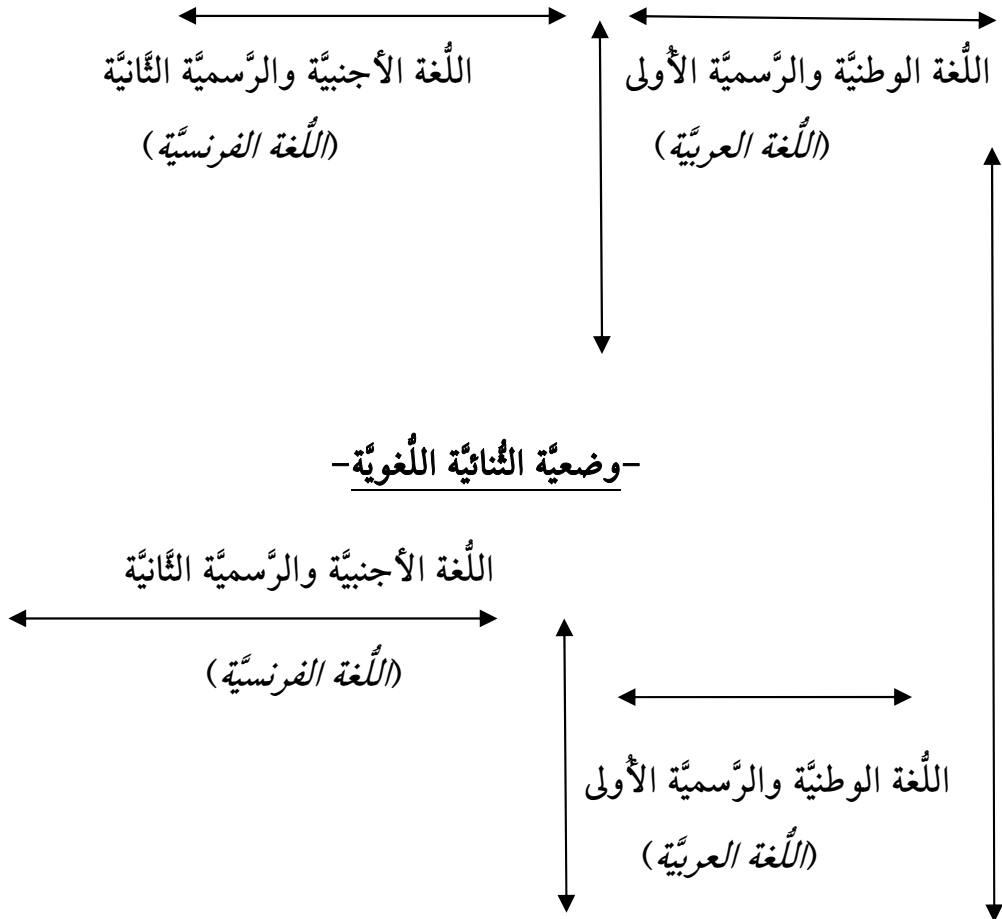 اللُّغة الوطنيَّة والرَّسميَّة الأُولى
(اللُّغة العربيَّة)
اللُّغة الأجنبيَّة والرَّسميَّة الثَّانيَّة
(اللُّغة الفرنسيَّة)
-وضعيَّة الثُّنائيَّة اللُّغويَّة-
اللُّغة الأجنبيَّة والرَّسميَّة الثَّانيَّة
(اللُّغة الفرنسيَّة)
اللُّغة الوطنيَّة والرَّسميَّة الأُولى
(اللُّغة العربيَّة)